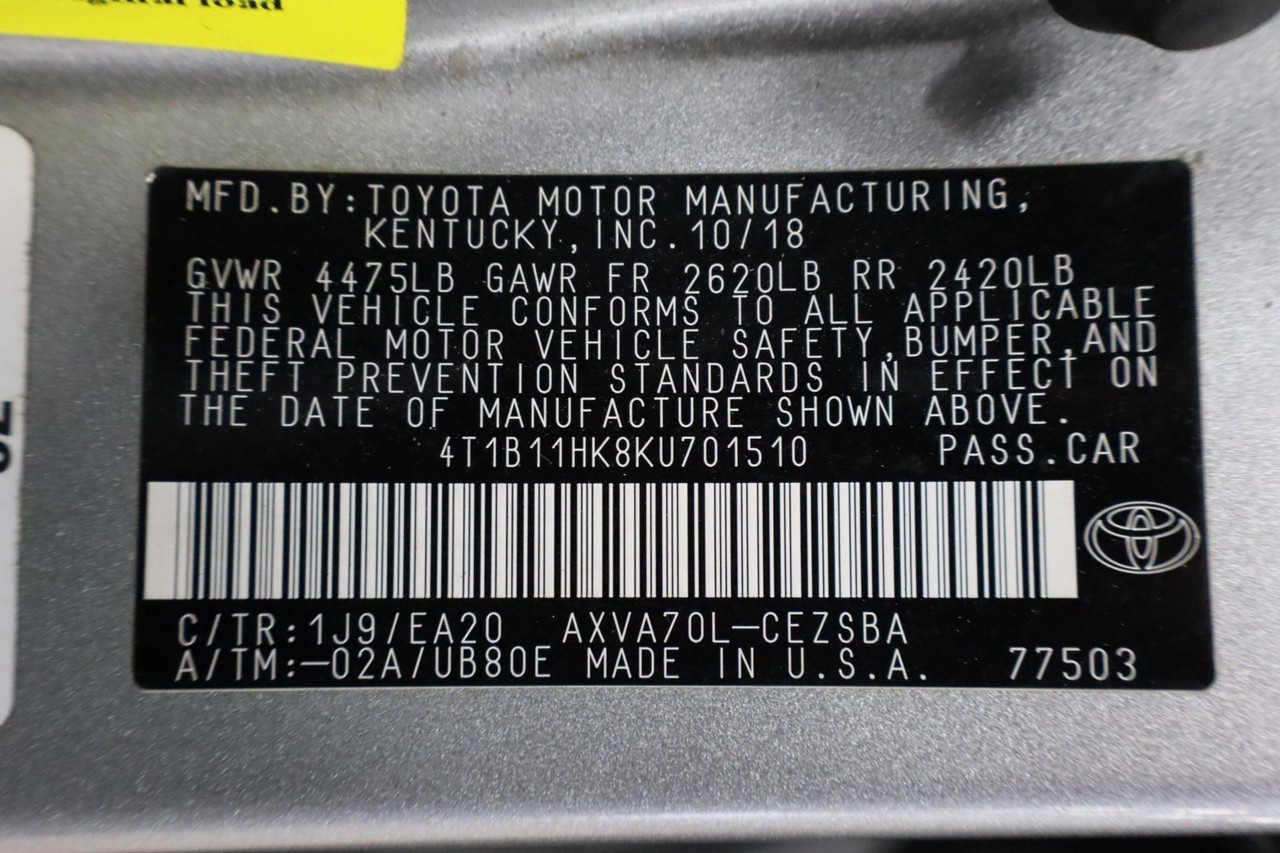 load
MFD.BY:TOYOTA MOTOR MANUFACTURING,
KENTUCKY,INC.10/18
GVWR 4475LB GAWR FR 2620LB RR 2420LB
THIS VEHICLE CONFORMS TO ALL APPLICABLE
FEDERAL MOTOR VEHICLE SAFETY,BUMPER,AND
THEFT PREVENTION STANDARDS IN EFFECT ON
THE DATE OF MANUFACTURE SHOWN ABOVE.
4T1B11HK8KU701510 PASS.CAR
C/TR:1J9/EA20 AXVA70L-CEZSBA
A/TM:-02A/UB80E MADE IN U.S.A. 77503